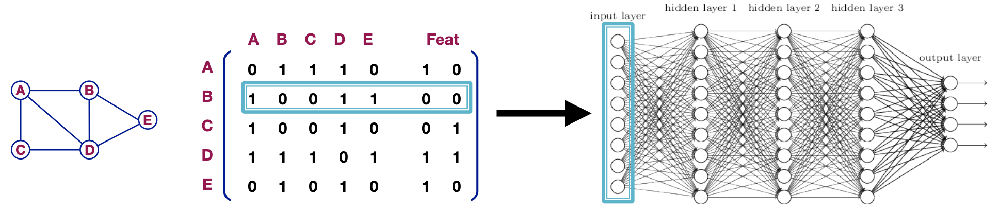 A B
C D
E
A B C D E Feat
A 0 1 1 1 0 1 0
B 1 0 0 1 1 0 0
C 1 0 0 1 0 0 1
D 1 1 1 0 1 1 1
E 0 1 0 1 0 1 0
input layer
hidden layer 1 hidden layer 2 hidden layer 3
output layer